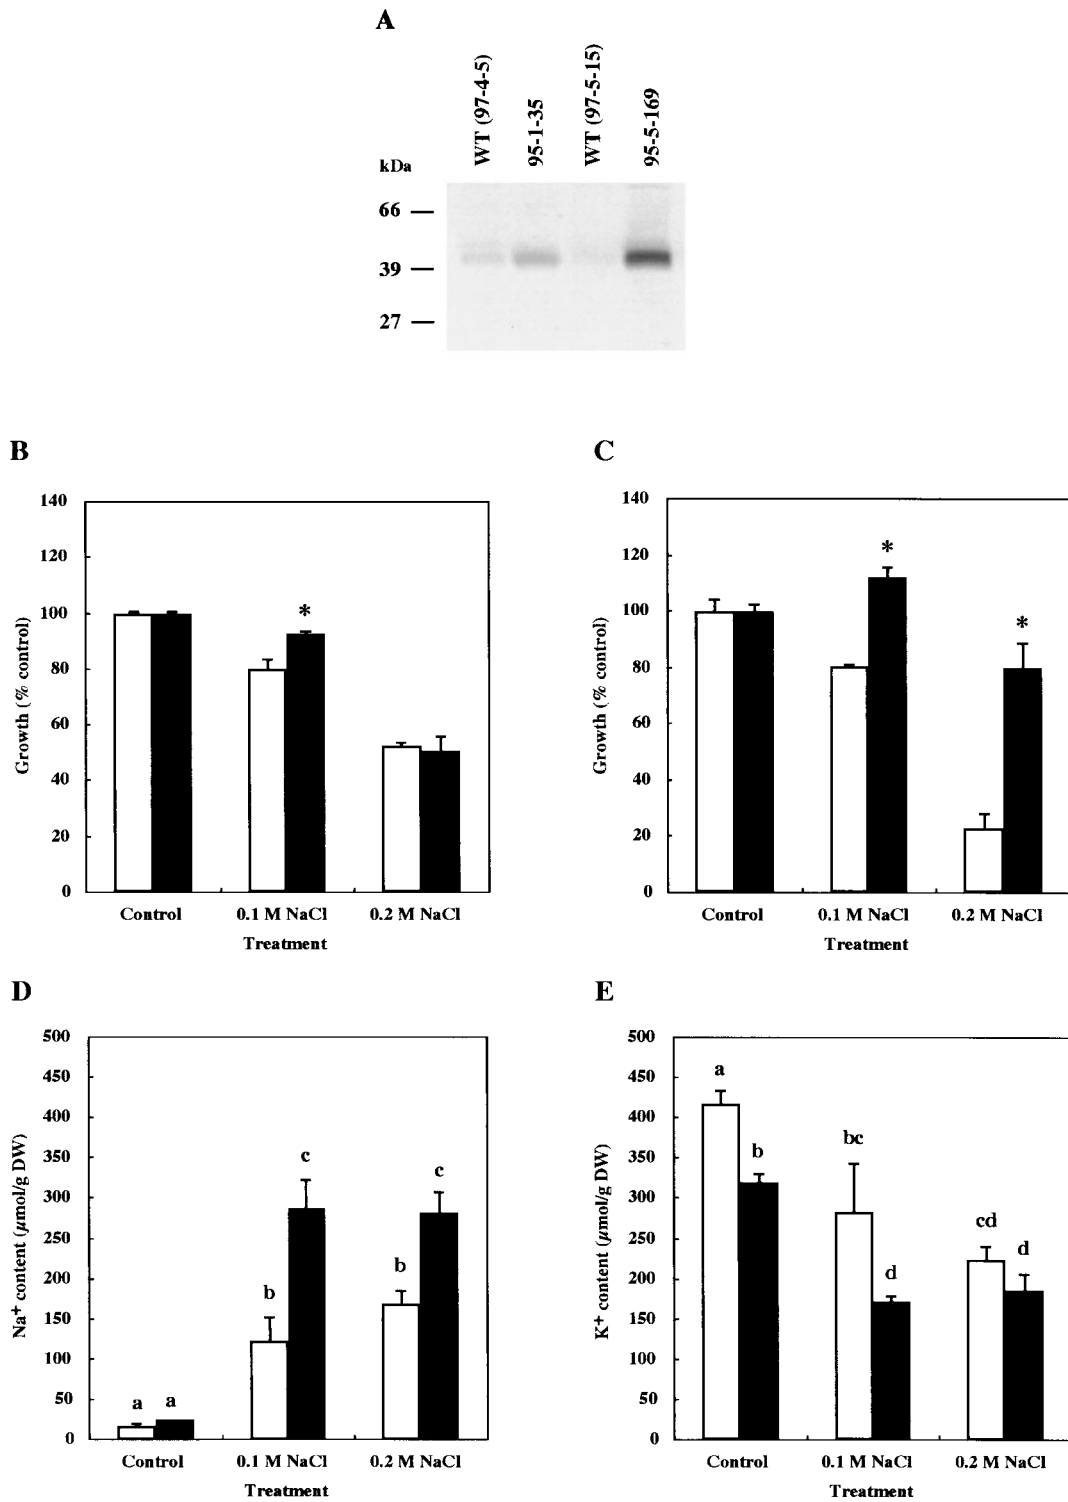 A
WT (97-4-5)
95-1-35
WT (97-5-15)
95-5-169
kDa
66
39
27
B
140
120
100
80
60
40
20
0
Growth (% control)
*
Control
0.1 M NaCl
0.2 M NaCl
Treatment
C
140
120
100
80
60
40
20
0
Growth (% control)
*
*
Control
0.1 M NaCl
0.2 M NaCl
Treatment
D
500
450
400
350
300
250
200
150
100
50
0
Na+ content (µmol/g DW)
a
a
b
c
b
c
Control
0.1 M NaCl
0.2 M NaCl
Treatment
E
500
450
400
350
300
250
200
150
100
50
0
K+ content (µmol/g DW)
a
b
bc
d
cd
d
Control
0.1 M NaCl
0.2 M NaCl
Treatment